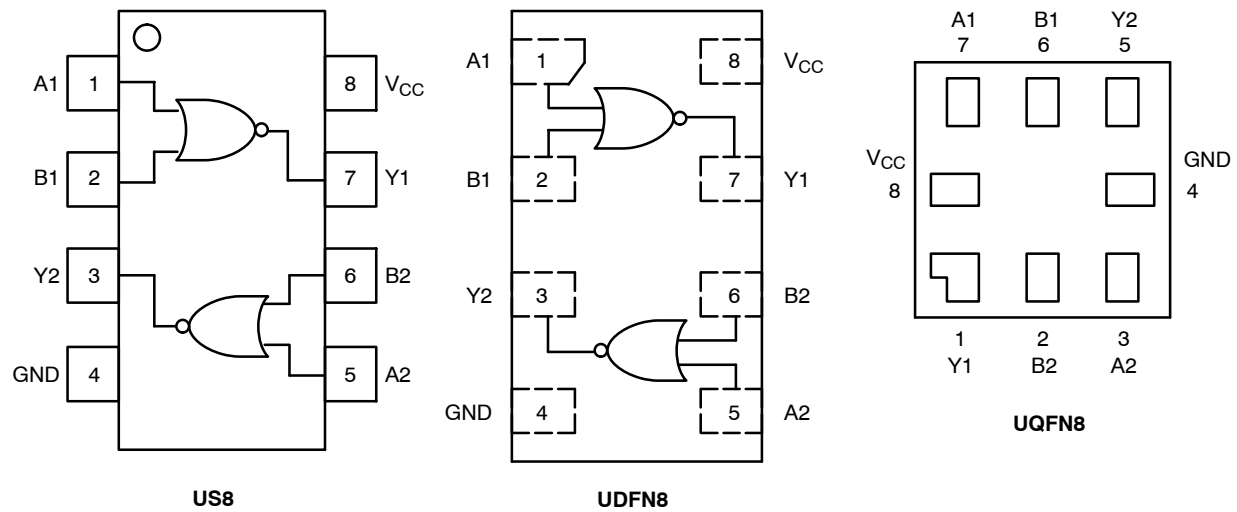 A1 1 8 VCC
B1 2 7 Y1
Y2 3 6 B2
GND 4 5 A2
US8
A1 1 8 VCC
B1 2 7 Y1
Y2 3 6 B2
GND 4 5 A2
UDFN8
A1 B1 Y2
7 6 5
VCC GND
8 4
1 2 3
Y1 B2 A2
UQFN8